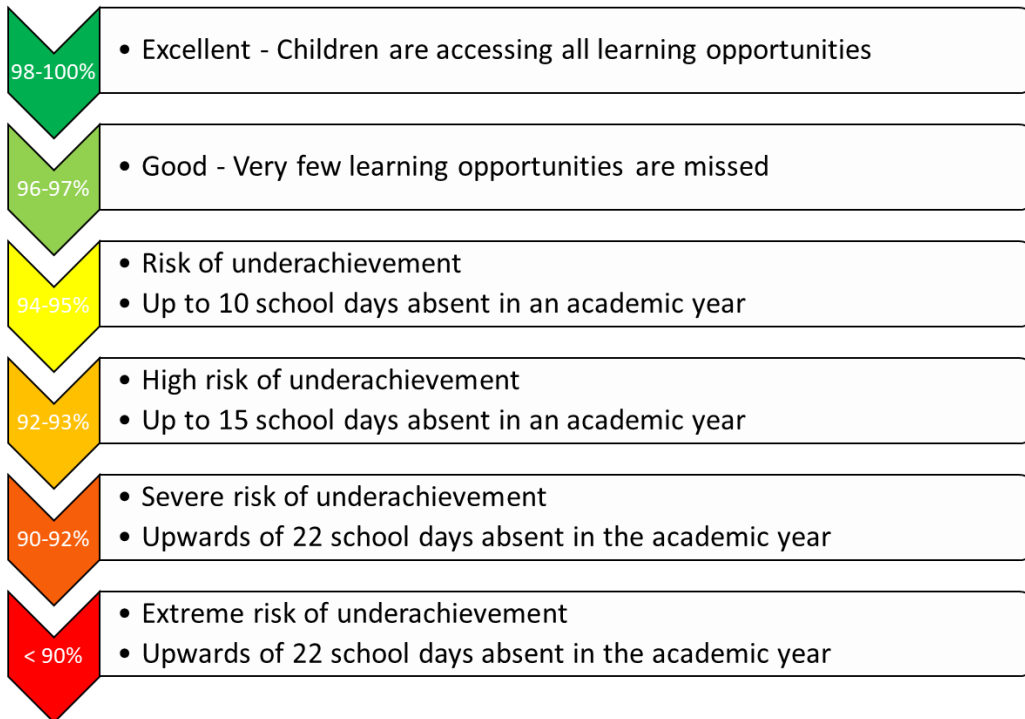 98-100%
• Excellent - Children are accessing all learning opportunities
96-97%
• Good - Very few learning opportunities are missed
94-95%
• Risk of underachievement
• Up to 10 school days absent in an academic year
92-93%
• High risk of underachievement
• Up to 15 school days absent in an academic year
90-92%
• Severe risk of underachievement
• Upwards of 22 school days absent in the academic year
< 90%
• Extreme risk of underachievement
• Upwards of 22 school days absent in the academic year